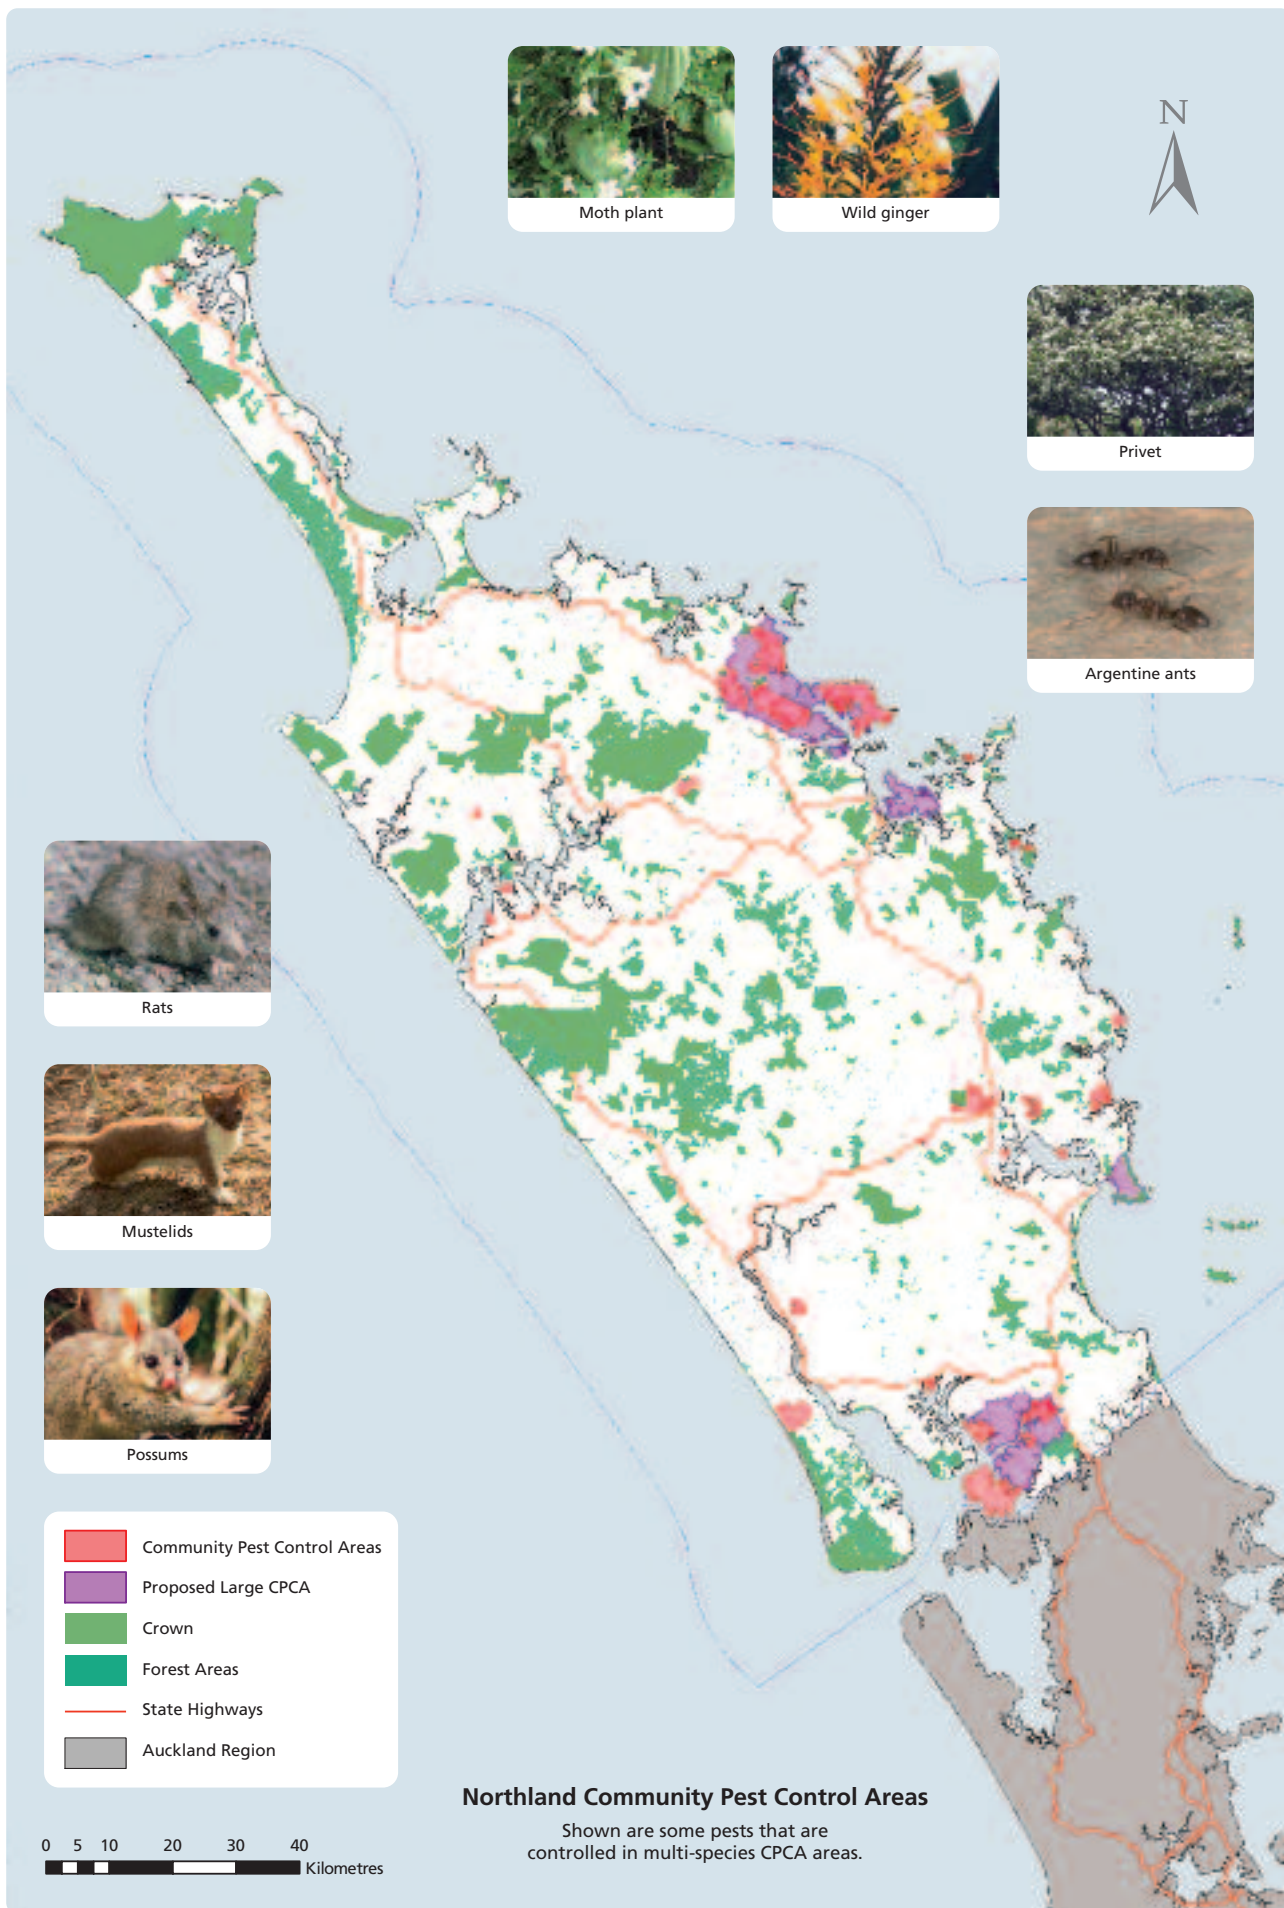 Moth plant
Wild ginger
N
Privet
Argentine ants
Rats
Mustelids
Possums
Community Pest Control Areas
Proposed Large CPCA
Crown
Forest Areas
State Highways
Auckland Region
Northland Community Pest Control Areas
Shown are some pests that are
controlled in multi-species CPCA areas.
0 5 10 20 30 40
Kilometres